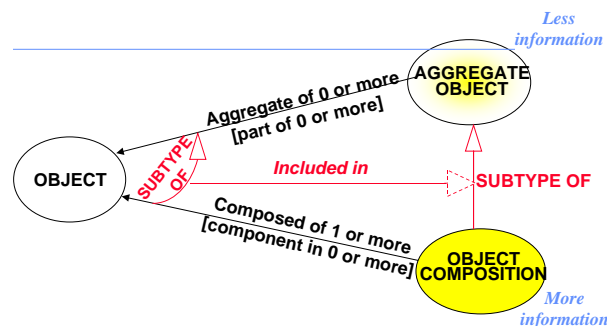 Less
information
AGGREGATE
OBJECT
Aggregate of 0 or more
[part of 0 or more]
SUBTYPE
OF
OBJECT
Included in
SUBTYPE OF
Composed of 1 or more
[component in 0 or more]
OBJECT
COMPOSITION
More
information